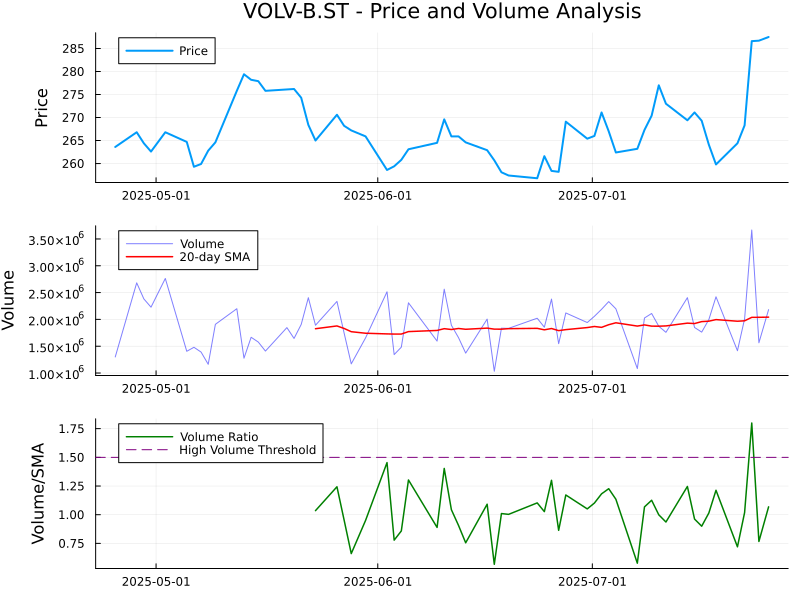 VOLV-B.ST - Price and Volume Analysis
Price
285
280
275
270
265
260
Price
2025-05-01
2025-06-01
2025-07-01
Volume
20-day SMA
3.50×10⁶
3.00×10⁶
2.50×10⁶
2.00×10⁶
1.50×10⁶
1.00×10⁶
Volume
2025-05-01
2025-06-01
2025-07-01
Volume Ratio
High Volume Threshold
1.75
1.50
1.25
1.00
0.75
Volume/SMA
2025-05-01
2025-06-01
2025-07-01